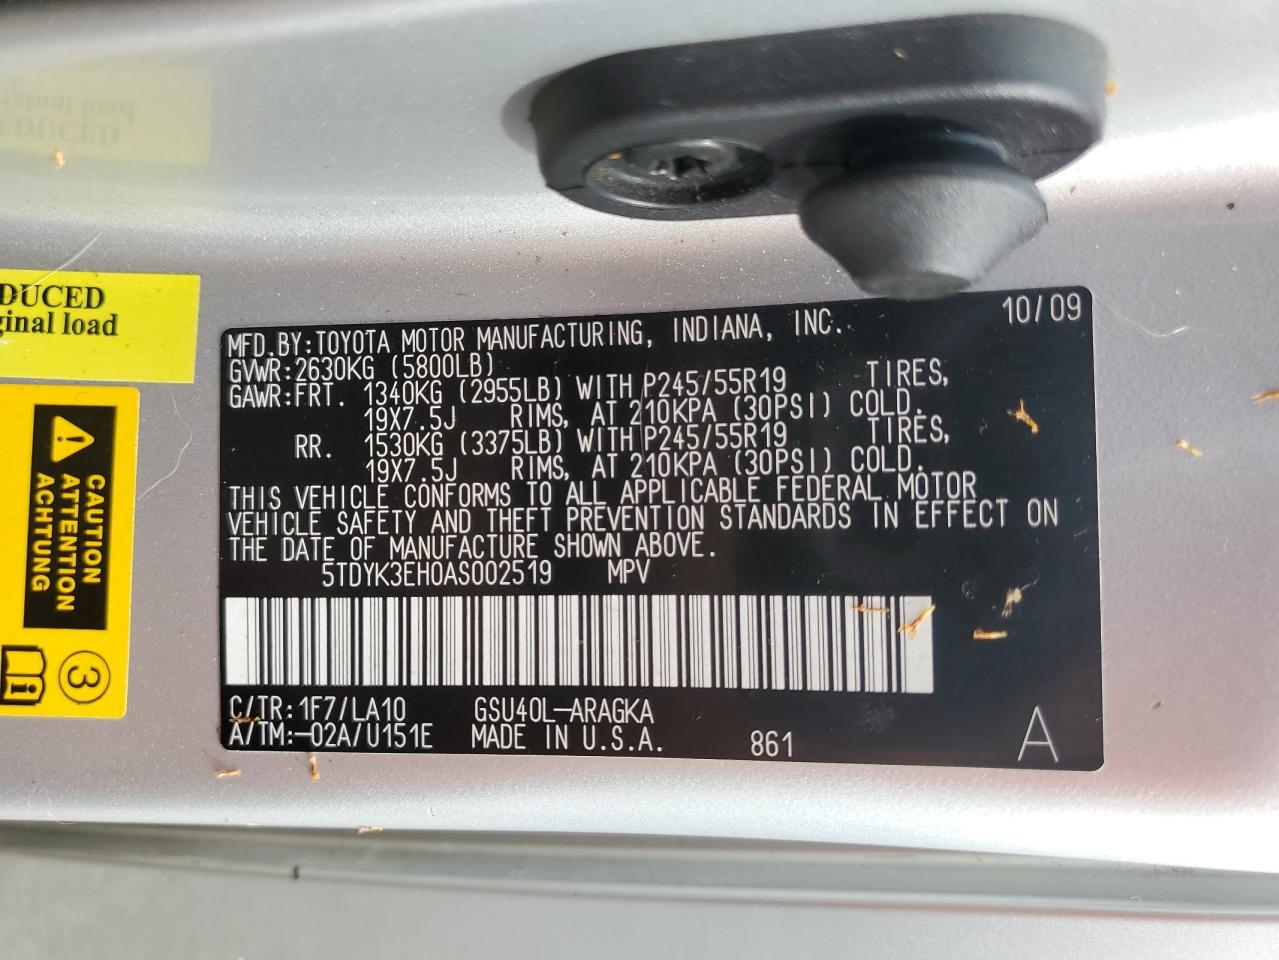 DUCED
ginal load
CAUTION
ATTENTION
ACHTUNG
3
i
10/09
MFD.BY:TOYOTA MOTOR MANUFACTURING, INDIANA, INC.
GVWR:2630KG (5800LB)
GAWR:FRT. 1340KG (2955LB) WITH P245/55R19 TIRES,
19X7.5J RIMS, AT 210KPA (30PSI) COLD.
RR. 1530KG (3375LB) WITH P245/55R19 TIRES,
19X7.5J RIMS, AT 210KPA (30PSI) COLD.
THIS VEHICLE CONFORMS TO ALL APPLICABLE FEDERAL MOTOR
VEHICLE SAFETY AND THEFT PREVENTION STANDARDS IN EFFECT ON
THE DATE OF MANUFACTURE SHOWN ABOVE.
5TDYK3EH0AS002519 MPV
C/TR:1F7/LA10 GSU40L-ARAGKA
A/TM:-02A/U151E MADE IN U.S.A. 861 A